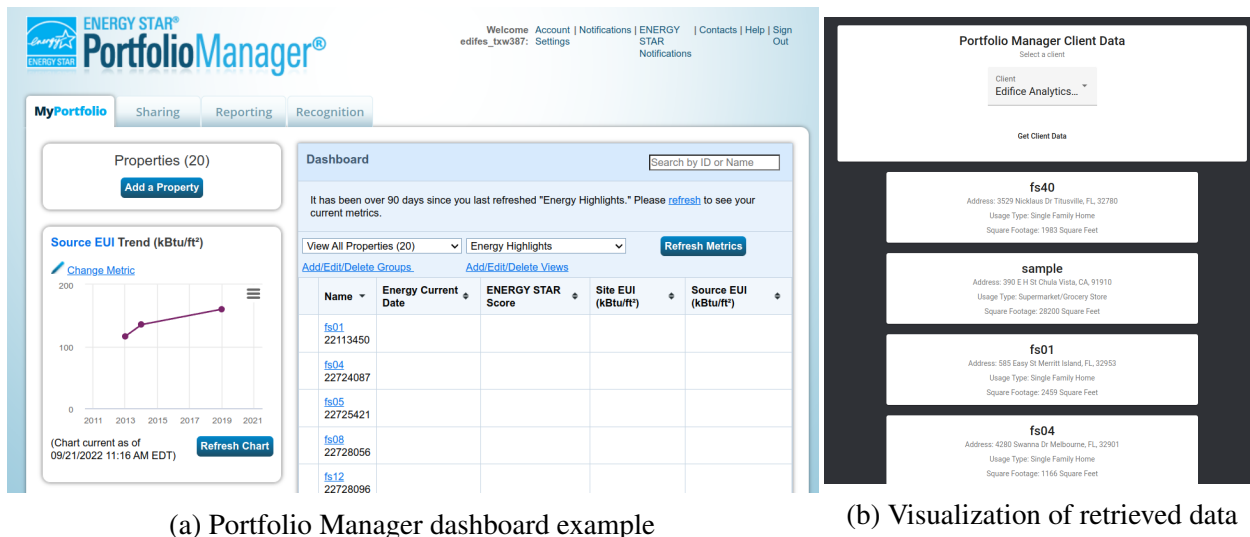 ENERGY STAR®
PortfolioManager®
energy
ENERGY STAR
Welcome edifes_txw387:
Account Settings | Notifications | ENERGY STAR Notifications | Contacts | Help | Sign Out
MyPortfolio Sharing Reporting Recognition
Properties (20)
Add a Property
Source EUI Trend (kBtu/ft²)
Change Metric
200
100
0
2011 2013 2015 2017 2019 2021
(Chart current as of
09/21/2022 11:16 AM EDT)
Refresh Chart
Dashboard
Search by ID or Name
It has been over 90 days since you last refreshed "Energy Highlights." Please refresh to see your
current metrics.
View All Properties (20) Energy Highlights Refresh Metrics
Add/Edit/Delete Groups Add/Edit/Delete Views
Name Energy Current Date ENERGY STAR Score Site EUI (kBtu/ft²) Source EUI (kBtu/ft²)
fs01
22113450
fs04
22724087
fs05
22725421
fs08
22728056
fs12
22728096
(a) Portfolio Manager dashboard example
Portfolio Manager Client Data
Select a client
Client
Edifice Analytics...
Get Client Data
fs40
Address: 3529 Nicklaus Dr Titusville, FL, 32780
Usage Type: Single Family Home
Square Footage: 1983 Square Feet
sample
Address: 390 E H St Chula Vista, CA, 91910
Usage Type: Supermarket/Grocery Store
Square Footage: 28200 Square Feet
fs01
Address: 585 Easy St Merritt Island, FL, 32953
Usage Type: Single Family Home
Square Footage: 2459 Square Feet
fs04
Address: 4280 Swanna Dr Melbourne, FL, 32901
Usage Type: Single Family Home
Square Footage: 1166 Square Feet
(b) Visualization of retrieved data